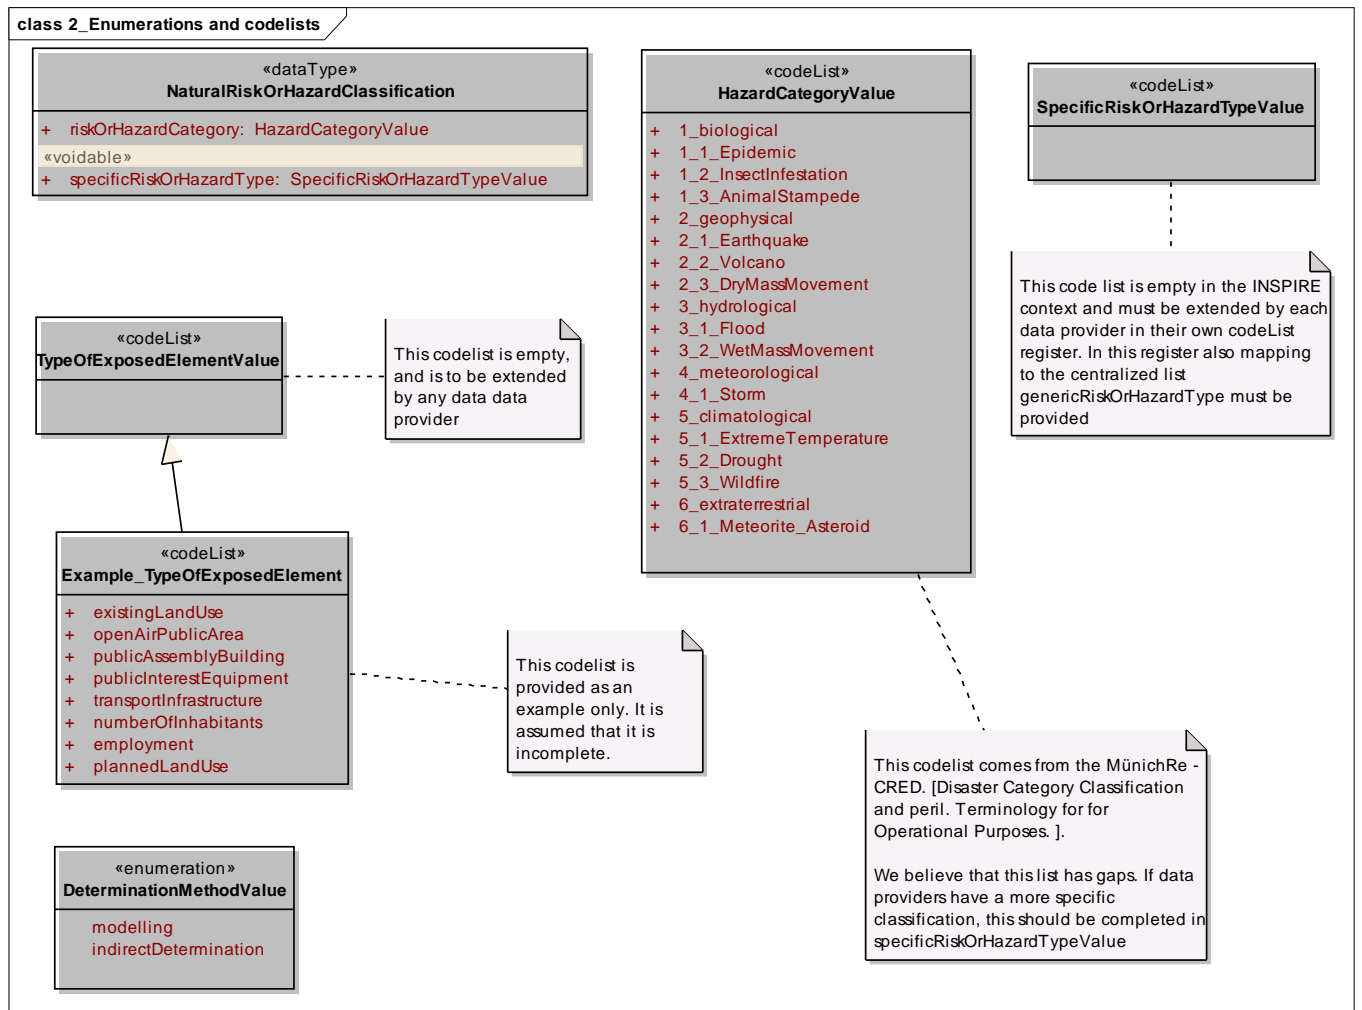 class 2_Enumerations and codelists
«dataType»
NaturalRiskOrHazardClassification
+ riskOrHazardCategory: HazardCategoryValue
«voidable»
+ specificRiskOrHazardType: SpecificRiskOrHazardTypeValue
«codeList»
HazardCategoryValue
+ 1_biological
+ 1_1_Epidemic
+ 1_2_InsectInfestation
+ 1_3_AnimalStampede
+ 2_geophysical
+ 2_1_Earthquake
+ 2_2_Volcano
+ 2_3_DryMassMovement
+ 3_hydrological
+ 3_1_Flood
+ 3_2_WetMassMovement
+ 4_meteorological
+ 4_1_Storm
+ 5_climatological
+ 5_1_ExtremeTemperature
+ 5_2_Drought
+ 5_3_Wildfire
+ 6_extraterrestrial
+ 6_1_Meteorite_Asteroid
«codeList»
SpecificRiskOrHazardTypeValue
This code list is empty in the INSPIRE
context and must be extended by each
data provider in their own codeList
register. In this register also mapping
to the centralized list
genericRiskOrHazardType must be
provided
«codeList»
TypeOfExposedElementValue
This codelist is empty,
and is to be extended
by any data data
provider
«codeList»
Example_TypeOfExposedElement
+ existingLandUse
+ openAirPublicArea
+ publicAssemblyBuilding
+ publicInterestEquipment
+ transportInfrastructure
+ numberOfInhabitants
+ employment
+ plannedLandUse
This codelist is
provided as an
example only. It is
assumed that it is
incomplete.
This codelist comes from the MünichRe -
CRED. [Disaster Category Classification
and peril. Terminology for for
Operational Purposes. ].
We believe that this list has gaps. If data
providers have a more specific
classification, this should be completed in
specificRiskOrHazardTypeValue
«enumeration»
DeterminationMethodValue
modelling
indirectDetermination